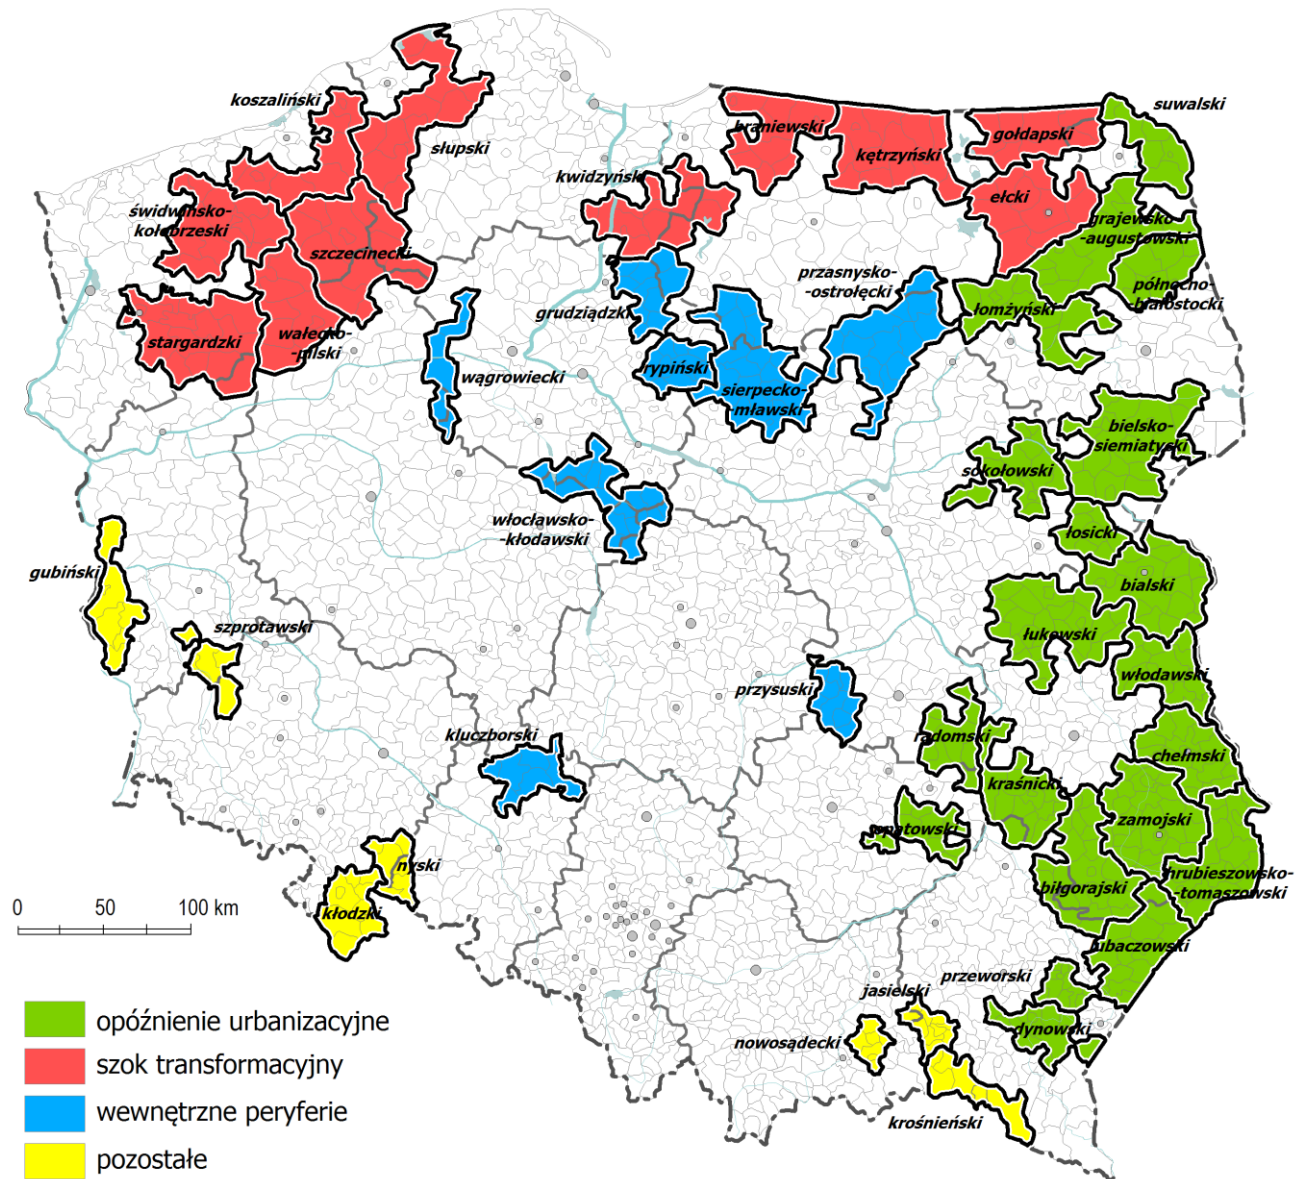 suwalski
koszaliński
słupski
braniewski
gołdapski
kętrzyński
kwidzyński
ełcki
świdwińsko-
kołobrzeski
grajewsko-
-augustowski
szczecinecki
przasnysko-
-ostrołęcki
północno-
-białostocki
łomżyński
grudziądzki
stargardzki
wałecko-
-pilski
wągrowiecki
rypiński
sierpecko-
-mławski
bielsko-
siemiatyski
sokołowski
włocławsko-
-kłodawski
łosicki
gubiński
bialski
szprotawski
łukowski
włodawski
przysuski
kluczborski
radomski
chełmski
kraśnicki
zamojski
opatowski
nyski
biłgorajski
hrubieszowsko-
-tomaszowski
kłodzki
lubaczowski
0 50 100 km
przeworski
jasielski
dynowski
nowosądecki
krośnieński
opóźnienie urbanizacyjne
szok transformacyjny
wewnętrzne peryferie
pozostałe